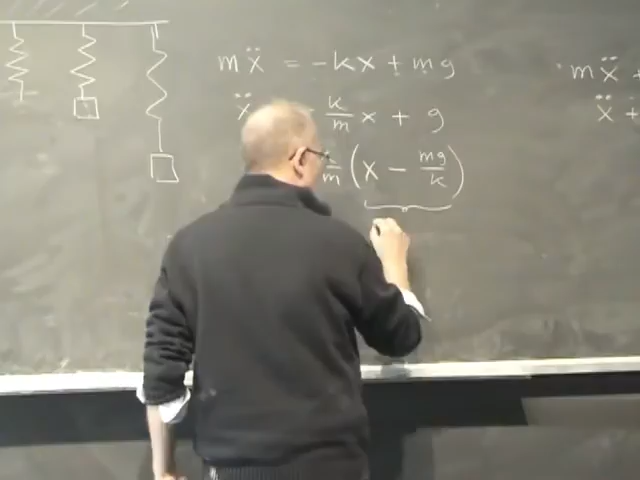 mẍ = -kx + mg
ẍ k/m x + g
/m (x - mg/k)
mẍ +
ẍ +